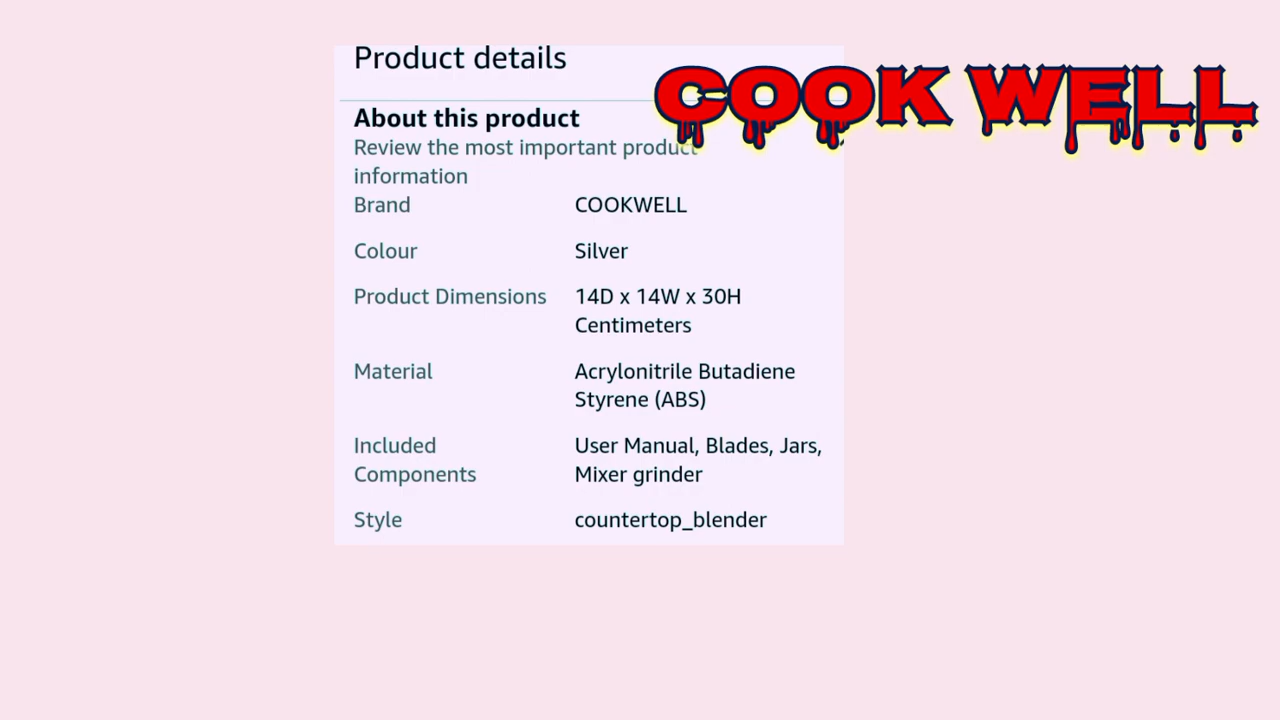 Product details
COOK WELL
About this product
Review the most important product
information
Brand COOKWELL
Colour Silver
Product Dimensions 14D x 14W x 30H
Centimeters
Material Acrylonitrile Butadiene
Styrene (ABS)
Included User Manual, Blades, Jars,
Components Mixer grinder
Style countertop_blender